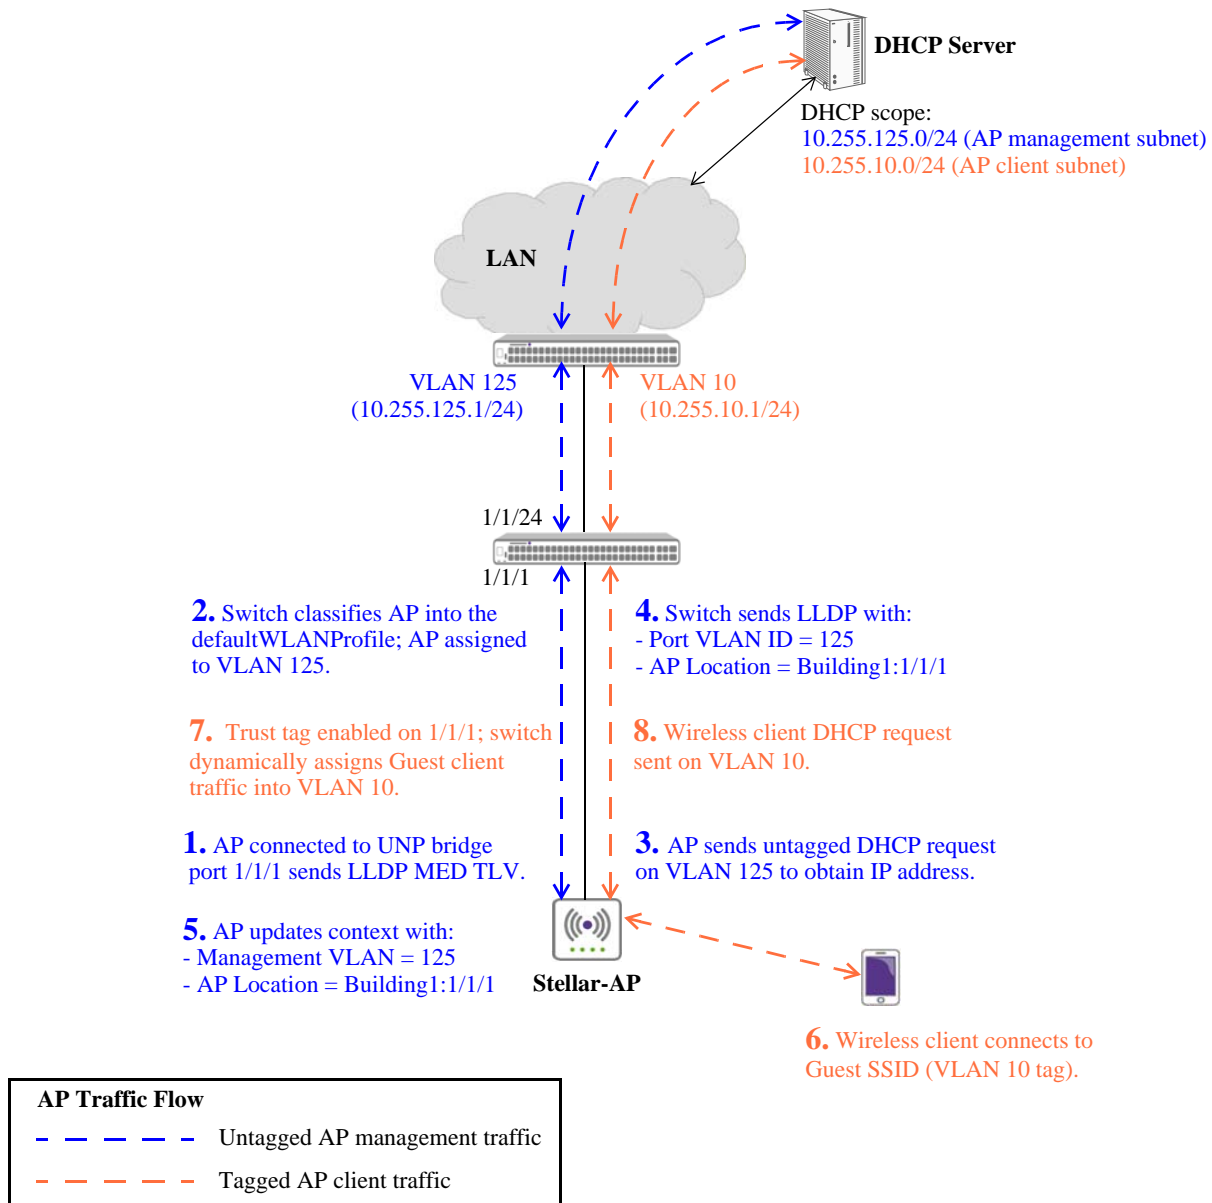 DHCP Server
DHCP scope:
10.255.125.0/24 (AP management subnet)
10.255.10.0/24 (AP client subnet)
LAN
VLAN 125
(10.255.125.1/24)
VLAN 10
(10.255.10.1/24)
1/1/24
1/1/1
2. Switch classifies AP into the
defaultWLANProfile; AP assigned
to VLAN 125.
4. Switch sends LLDP with:
- Port VLAN ID = 125
- AP Location = Building1:1/1/1
7. Trust tag enabled on 1/1/1; switch
dynamically assigns Guest client
traffic into VLAN 10.
8. Wireless client DHCP request
sent on VLAN 10.
1. AP connected to UNP bridge
port 1/1/1 sends LLDP MED TLV.
3. AP sends untagged DHCP request
on VLAN 125 to obtain IP address.
5. AP updates context with:
- Management VLAN = 125
- AP Location = Building1:1/1/1
Stellar-AP
6. Wireless client connects to
Guest SSID (VLAN 10 tag).
AP Traffic Flow
Untagged AP management traffic
Tagged AP client traffic